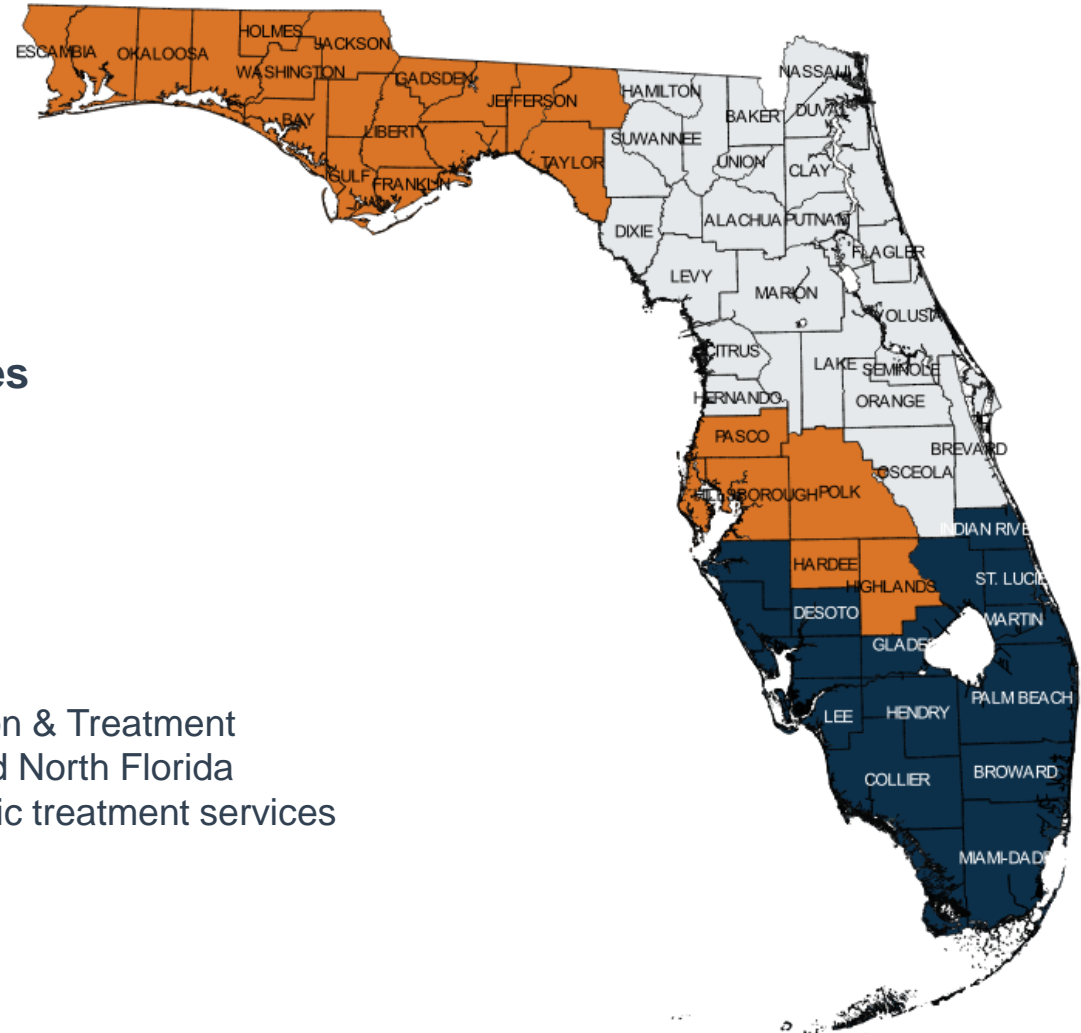 HOLMES
JACKSON
ESCAMBIA
OKALOOSA
WASHINGTON
GADSDEN
NASSAU
HAMILTON
JEFFERSON
BAKER
DUVAL
BAY
LIBERTY
SUWANNEE
TAYLOR
UNION
CLAY
GULF
FRANKLIN
DIXIE
ALACHUA
PUTNAM
FLAGLER
LEVY
MARION
VOLUSIA
es
CITRUS
LAKE
SEMINOLE
HERNANDO
ORANGE
PASCO
BREVARD
OSCEOLA
HILLSBOROUGH
POLK
INDIAN RIVE
HARDEE
HIGHLANDS
ST. LUCIE
DESOTO
MARTIN
GLADES
on & Treatment
d North Florida
ic treatment services
PALM BEACH
LEE
HENDRY
COLLIER
BROWARD
MIAMI-DADE